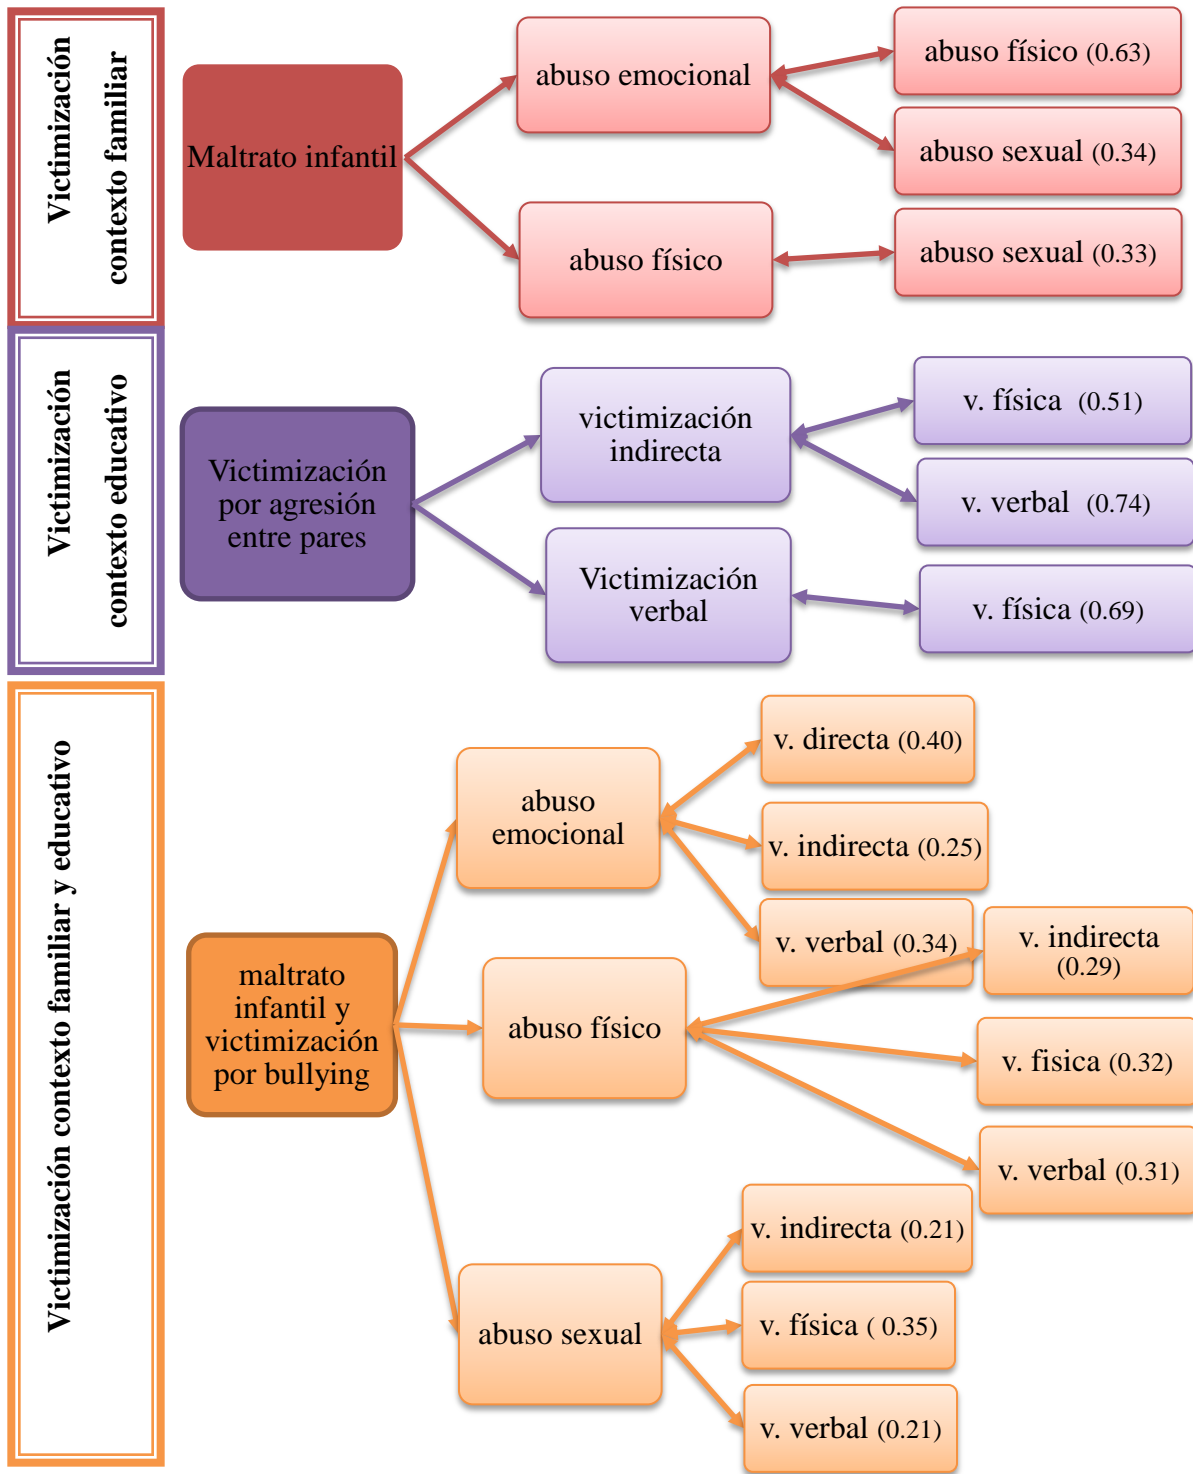 Victimización
contexto familiar
Maltrato infantil
abuso emocional
abuso físico (0.63)
abuso sexual (0.34)
abuso físico
abuso sexual (0.33)
Victimización
contexto educativo
Victimización
por agresión
entre pares
victimización
indirecta
v. física (0.51)
v. verbal (0.74)
Victimización
verbal
v. física (0.69)
Victimización contexto familiar y educativo
maltrato
infantil y
victimización
por bullying
abuso
emocional
v. directa (0.40)
v. indirecta (0.25)
v. verbal (0.34)
abuso físico
v. indirecta
(0.29)
v. fisica (0.32)
v. verbal (0.31)
abuso sexual
v. indirecta (0.21)
v. física ( 0.35)
v. verbal (0.21)